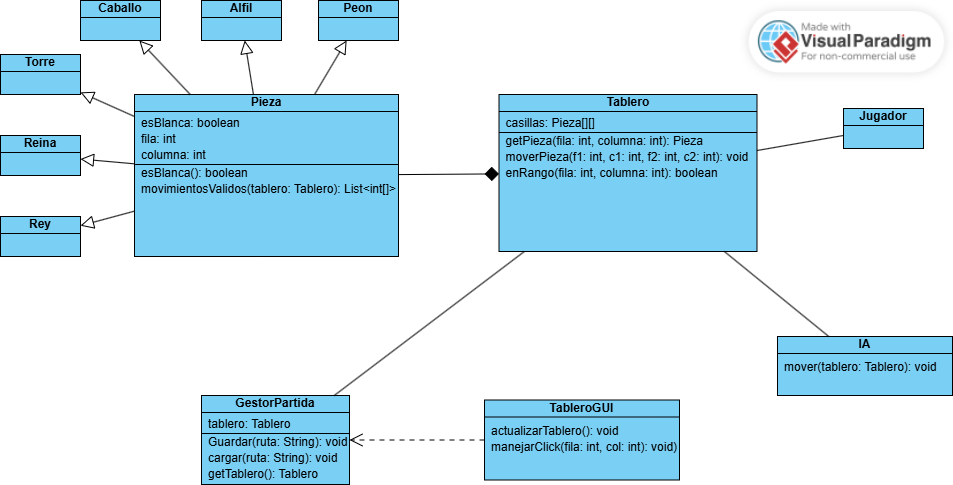 Caballo
Alfil
Peon
Made with
VisualParadigm
For non-commercial use
Torre
Pieza
esBlanca: boolean
fila: int
columna: int
esBlanca(): boolean
movimientosValidos(tablero: Tablero): List<int[]>
Tablero
casillas: Pieza[][]
getPieza(fila: int, columna: int): Pieza
moverPieza(f1: int, c1: int, f2: int, c2: int): void
enRango(fila: int, columna: int): boolean
Jugador
Reina
Rey
IA
mover(tablero: Tablero): void
GestorPartida
tablero: Tablero
Guardar(ruta: String): void
cargar(ruta: String): void
getTablero(): Tablero
TableroGUI
actualizarTablero(): void
manejarClick(fila: int, col: int): void)